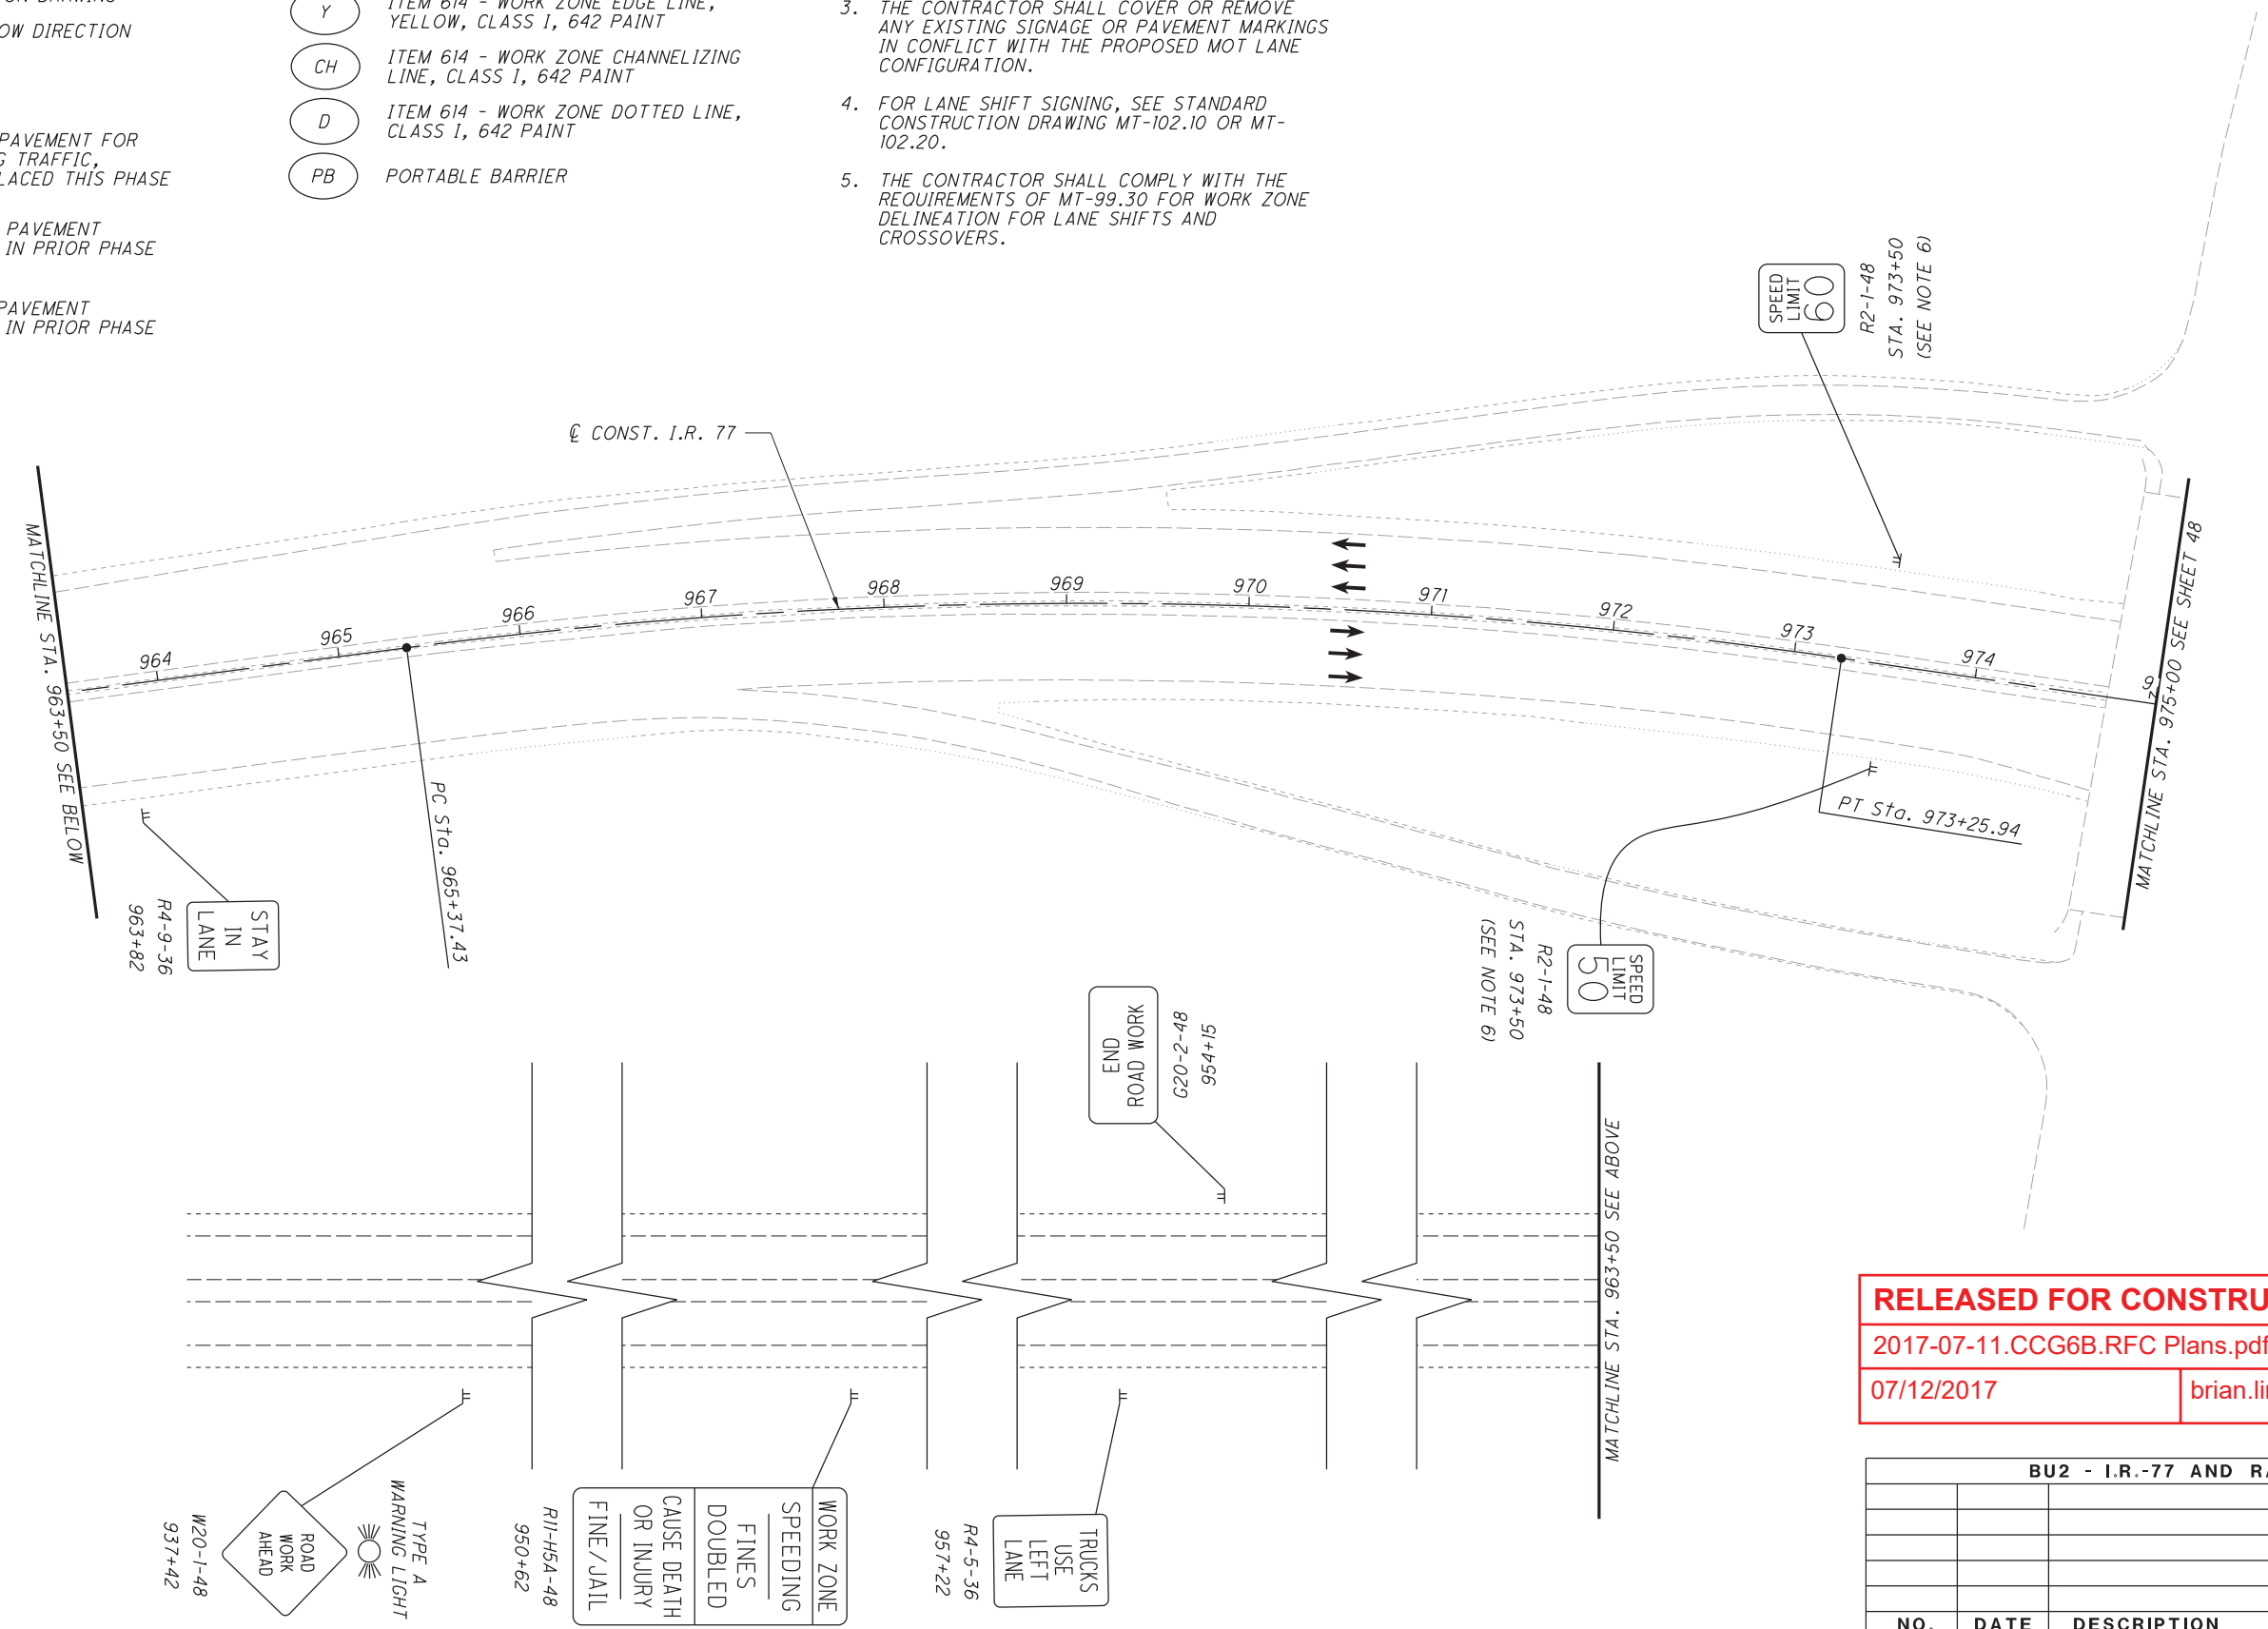 OW DIRECTION
PAVEMENT FOR
G TRAFFIC,
LACED THIS PHASE
PAVEMENT
IN PRIOR PHASE
PAVEMENT
IN PRIOR PHASE
Y
ITEM 614 - WORK ZONE EDGE LINE,
YELLOW, CLASS I, 642 PAINT
CH
ITEM 614 - WORK ZONE CHANNELIZING
LINE, CLASS I, 642 PAINT
D
ITEM 614 - WORK ZONE DOTTED LINE,
CLASS I, 642 PAINT
PB
PORTABLE BARRIER
3. THE CONTRACTOR SHALL COVER OR REMOVE
ANY EXISTING SIGNAGE OR PAVEMENT MARKINGS
IN CONFLICT WITH THE PROPOSED MOT LANE
CONFIGURATION.
4. FOR LANE SHIFT SIGNING, SEE STANDARD
CONSTRUCTION DRAWING MT-102.10 OR MT-
102.20.
5. THE CONTRACTOR SHALL COMPLY WITH THE
REQUIREMENTS OF MT-99.30 FOR WORK ZONE
DELINEATION FOR LANE SHIFTS AND
CROSSOVERS.
SPEED
LIMIT
60
R2-1-48
STA. 973+50
(SEE NOTE 6)
℄ CONST. I.R. 77
MATCHLINE STA. 963+50 SEE BELOW
964
965
966
967
968
969
970
971
972
973
974
MATCHLINE STA. 975+00 SEE SHEET 48
PC Sta. 965+37.43
PT Sta. 973+25.94
STAY
IN
LANE
R4-9-36
963+82
SPEED
LIMIT
50
R2-1-48
STA. 973+50
(SEE NOTE 6)
END
ROAD WORK
G20-2-48
954+15
MATCHLINE STA. 963+50 SEE ABOVE
TYPE A
WARNING LIGHT
ROAD
WORK
AHEAD
W20-1-48
937+42
WORK ZONE
SPEEDING
FINES
DOUBLED
CAUSE DEATH
OR INJURY
FINE/JAIL
R11-H5A-48
950+62
TRUCKS
USE
LEFT
LANE
R4-5-36
957+22
RELEASED FOR CONSTRU
2017-07-11.CCG6B.RFC Plans.pdf
07/12/2017
brian.li
BU2 - I.R.-77 AND RA
NO. DATE DESCRIPTION